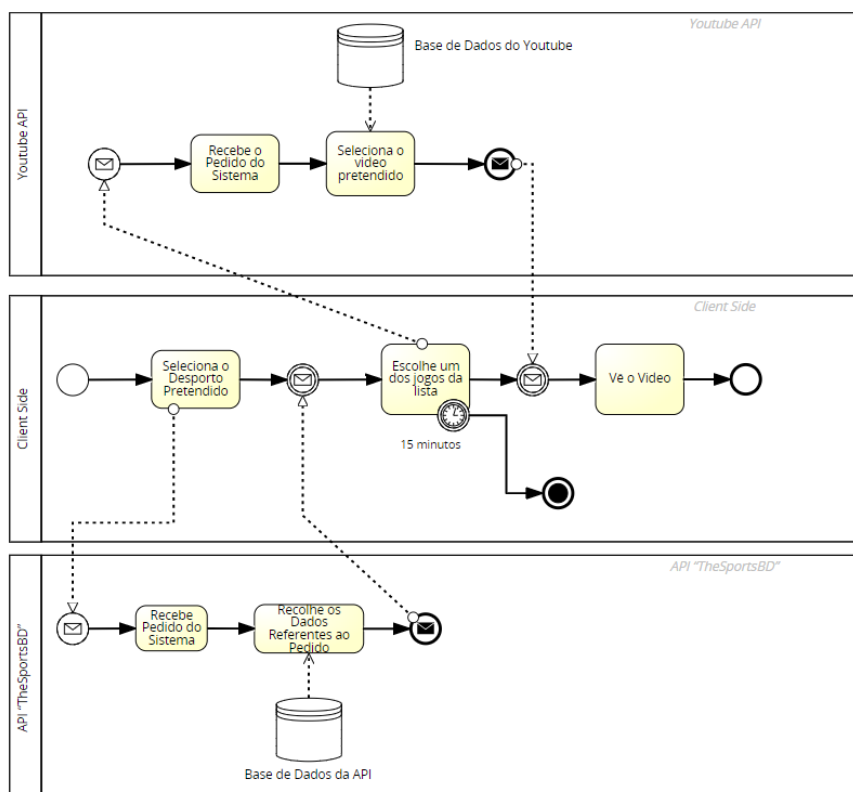 Youtube API
Youtube API
Base de Dados do Youtube
Recebe o
Pedido do
Sistema
Seleciona o
video
pretendido
Client Side
Client Side
Seleciona o
Desporto
Pretendido
Escolhe um
dos jogos da
lista
15 minutos
Vê o Video
API "TheSportsBD"
API "TheSportsBD"
Recebe
Pedido do
Sistema
Recolhe os
Dados
Referentes ao
Pedido
Base de Dados da API